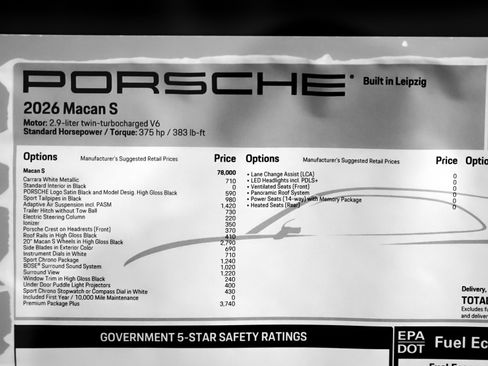 PORSCHE
Built in Leipzig
2026 Macan S
Motor: 2.9-liter twin-turbocharged V6
Standard Horsepower / Torque: 375 hp / 383 lb-ft
Options Manufacturer's Suggested Retail Prices Price
Macan S 78,000
Carrara White Metallic 710
Standard Interior in Black 0
PORSCHE Logo Satin Black and Model Desig. High Gloss Black 590
Sport Tailpipes in Black 980
Adaptive Air Suspension incl. PASM 1,420
Trailer Hitch without Tow Ball 730
Electric Steering Column 220
Ionizer 350
Porsche Crest on Headrests (Front) 370
Roof Rails in High Gloss Black 410
20" Macan S Wheels in High Gloss Black 2,790
Side Blades in Exterior Color 690
Instrument Dials in White 710
Sport Chrono Package 1,240
BOSE® Surround Sound System 1,020
Surround View 1,220
Window Trim in High Gloss Black 240
Under Door Puddle Light Projectors 400
Sport Chrono Stopwatch or Compass Dial in White 430
Included First Year / 10,000 Mile Maintenance 0
Premium Package Plus 3,740
Options Manufacturer's Suggested Retail Prices Price
• Lane Change Assist (LCA) 0
• LED Headlights incl. PDLS+ 0
• Ventilated Seats (Front) 0
• Panoramic Roof System 0
• Power Seats (14-way) with Memory Package 0
• Heated Seats (Rear) 0
Delivery,
TOTAL
Excludes
and deliver
GOVERNMENT 5-STAR SAFETY RATINGS
EPA
DOT
Fuel Ec